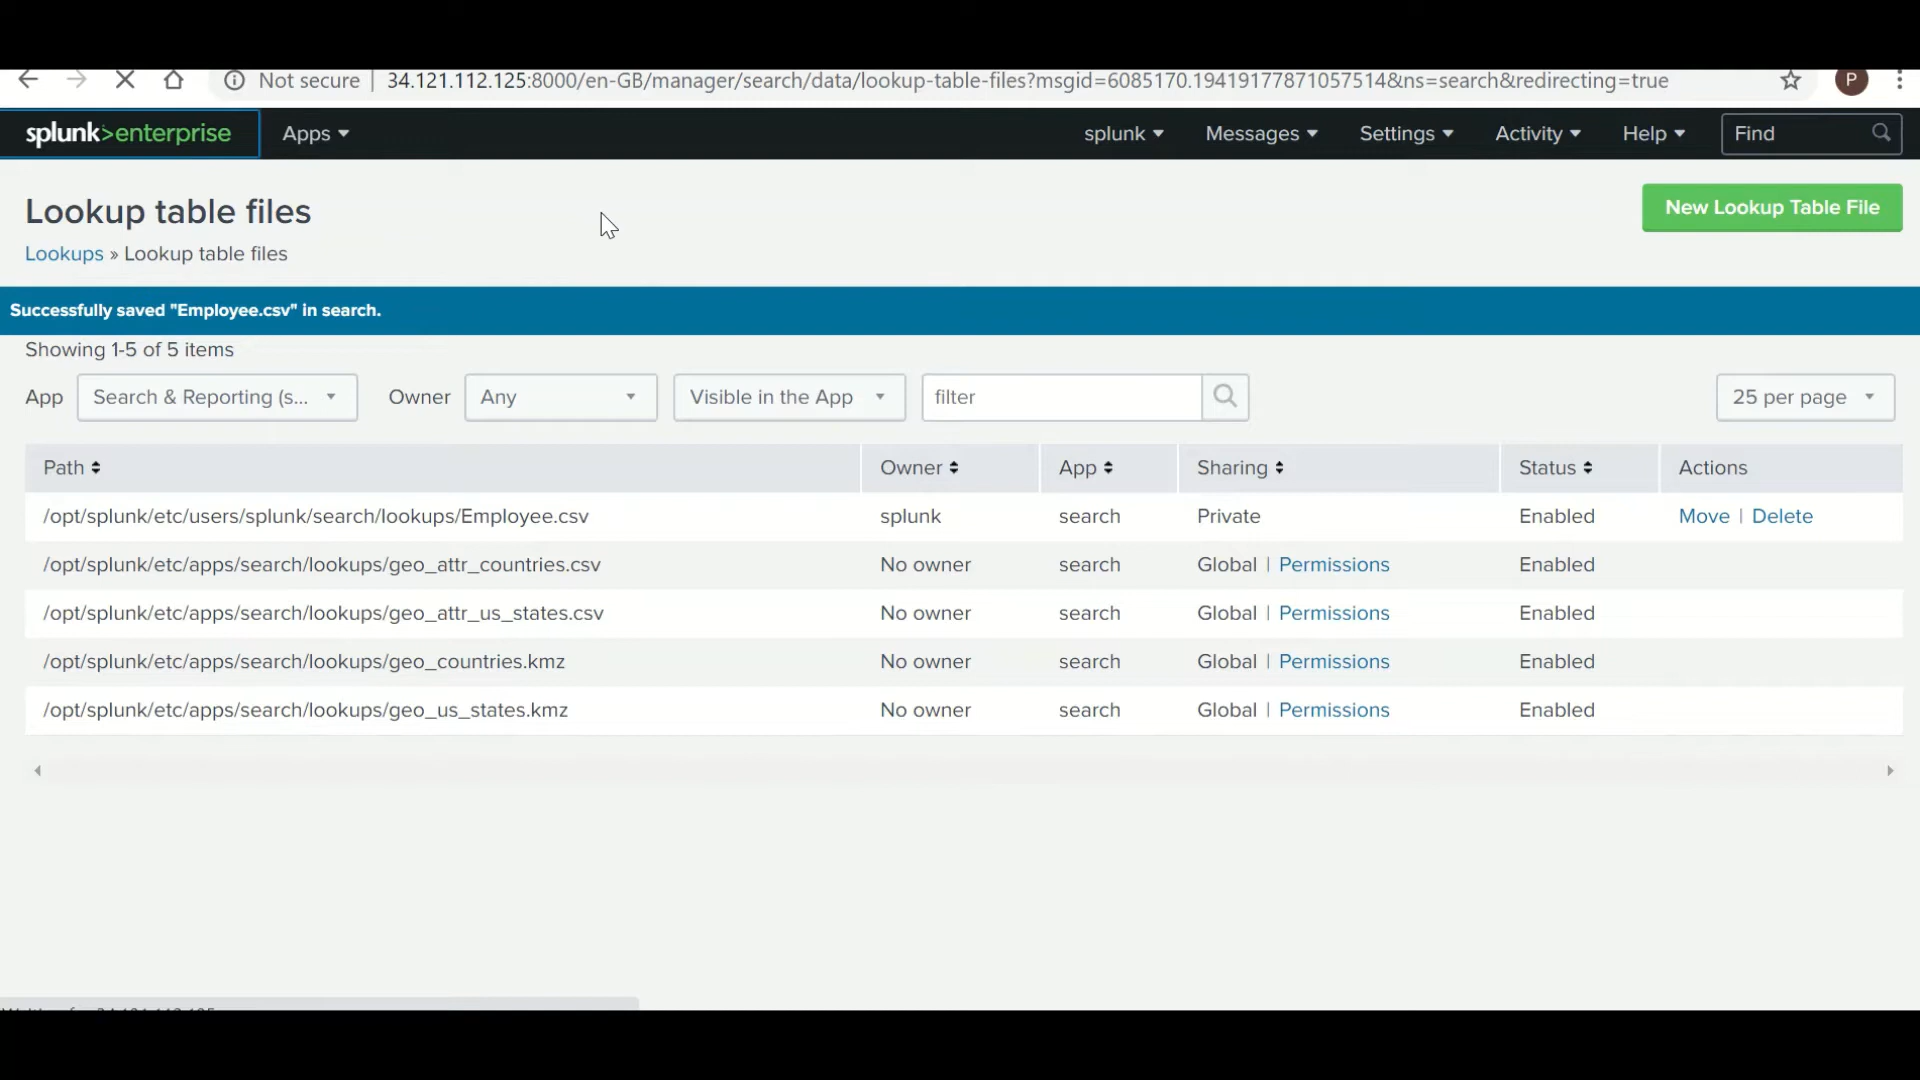 Not secure | 34.121.112.125:8000/en-GB/manager/search/data/lookup-table-files?msgid=6085170.19419177871057514&ns=search&redirecting=true P
splunk>enterprise Apps splunk Messages Settings Activity Help Find
Lookup table files New Lookup Table File
Lookups » Lookup table files
Successfully saved "Employee.csv" in search.
Showing 1-5 of 5 items
App Search & Reporting (s... Owner Any Visible in the App filter 25 per page
Path Owner App Sharing Status Actions
/opt/splunk/etc/users/splunk/search/lookups/Employee.csv splunk search Private Enabled Move | Delete
/opt/splunk/etc/apps/search/lookups/geo_attr_countries.csv No owner search Global | Permissions Enabled
/opt/splunk/etc/apps/search/lookups/geo_attr_us_states.csv No owner search Global | Permissions Enabled
/opt/splunk/etc/apps/search/lookups/geo_countries.kmz No owner search Global | Permissions Enabled
/opt/splunk/etc/apps/search/lookups/geo_us_states.kmz No owner search Global | Permissions Enabled